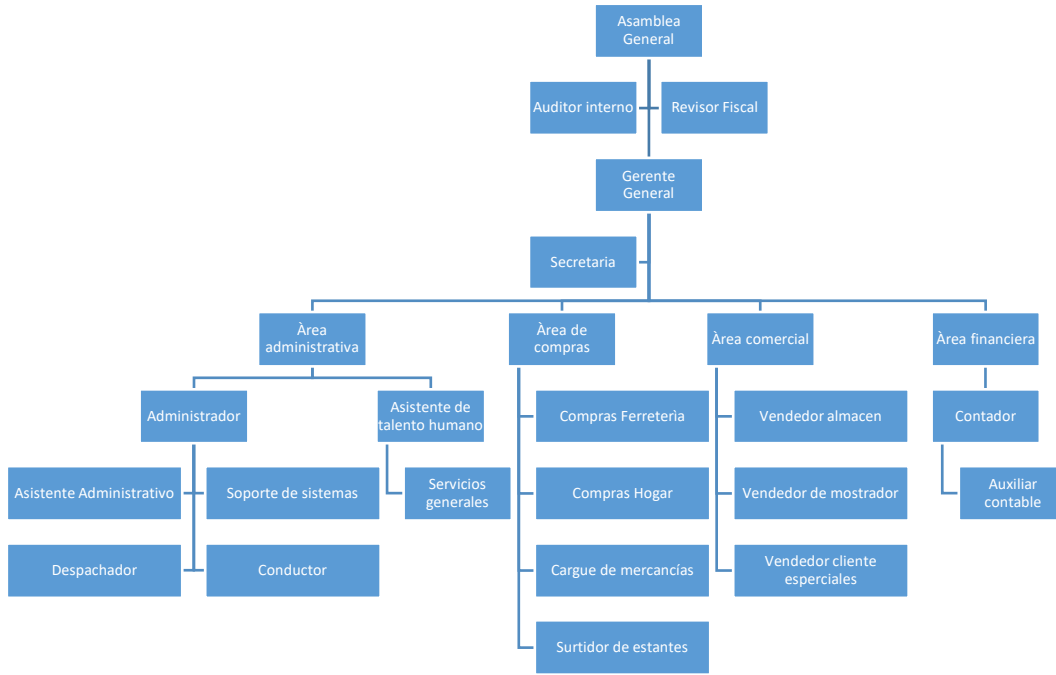 Asamblea
General
Auditor interno
Revisor Fiscal
Gerente
General
Secretaria
Àrea
administrativa
Àrea de
compras
Àrea comercial
Àrea financiera
Administrador
Asistente de
talento humano
Compras Ferreterìa
Vendedor almacen
Contador
Asistente Administrativo
Soporte de sistemas
Servicios
generales
Compras Hogar
Vendedor de mostrador
Auxiliar
contable
Despachador
Conductor
Cargue de mercancías
Vendedor cliente
esperciales
Surtidor de estantes